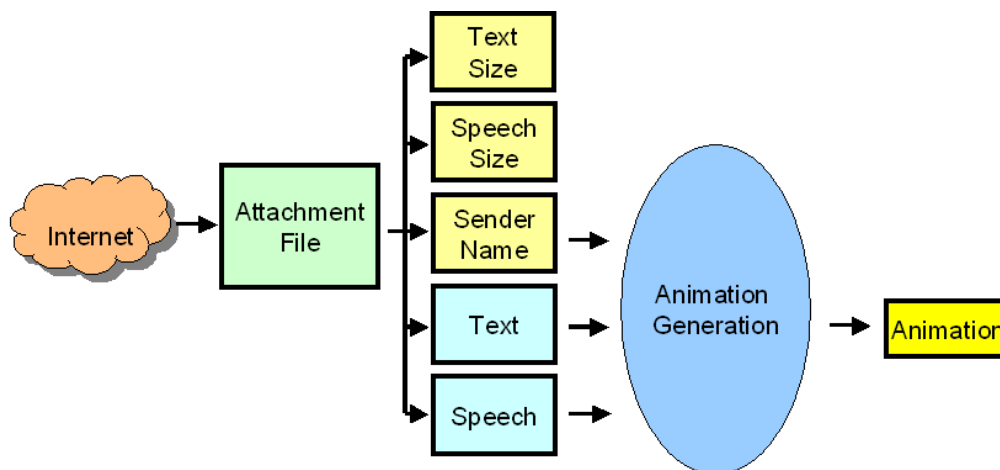 Text
Size
Speech
Size
Internet
Attachment
File
Sender
Name
Text
Speech
Animation
Generation
Animation